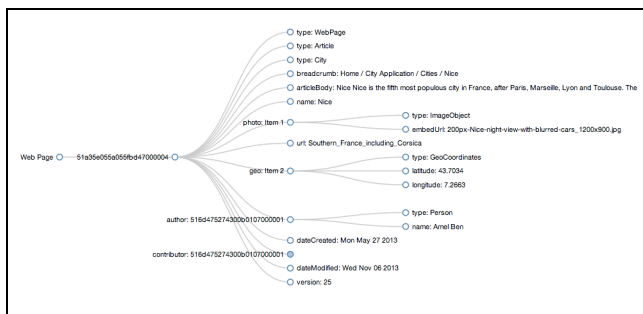 type: WebPage
type: Article
type: City
breadcrumb: Home / City Application / Cities / Nice
articleBody: Nice Nice is the fifth most populous city in France, after Paris, Marseille, Lyon and Toulouse. The
name: Nice
photo: Item 1
type: ImageObject
embedUrl: 200px-Nice-night-view-with-blurred-cars_1200x900.jpg
url: Southern_France_including_Corsica
Web Page
51a35e055a055fbd47000004
geo: Item 2
type: GeoCoordinates
latitude: 43.7034
longitude: 7.2663
author: 516d475274300b0107000001
type: Person
name: Amel Ben
dateCreated: Mon May 27 2013
contributor: 516d475274300b0107000001
dateModified: Wed Nov 06 2013
version: 25